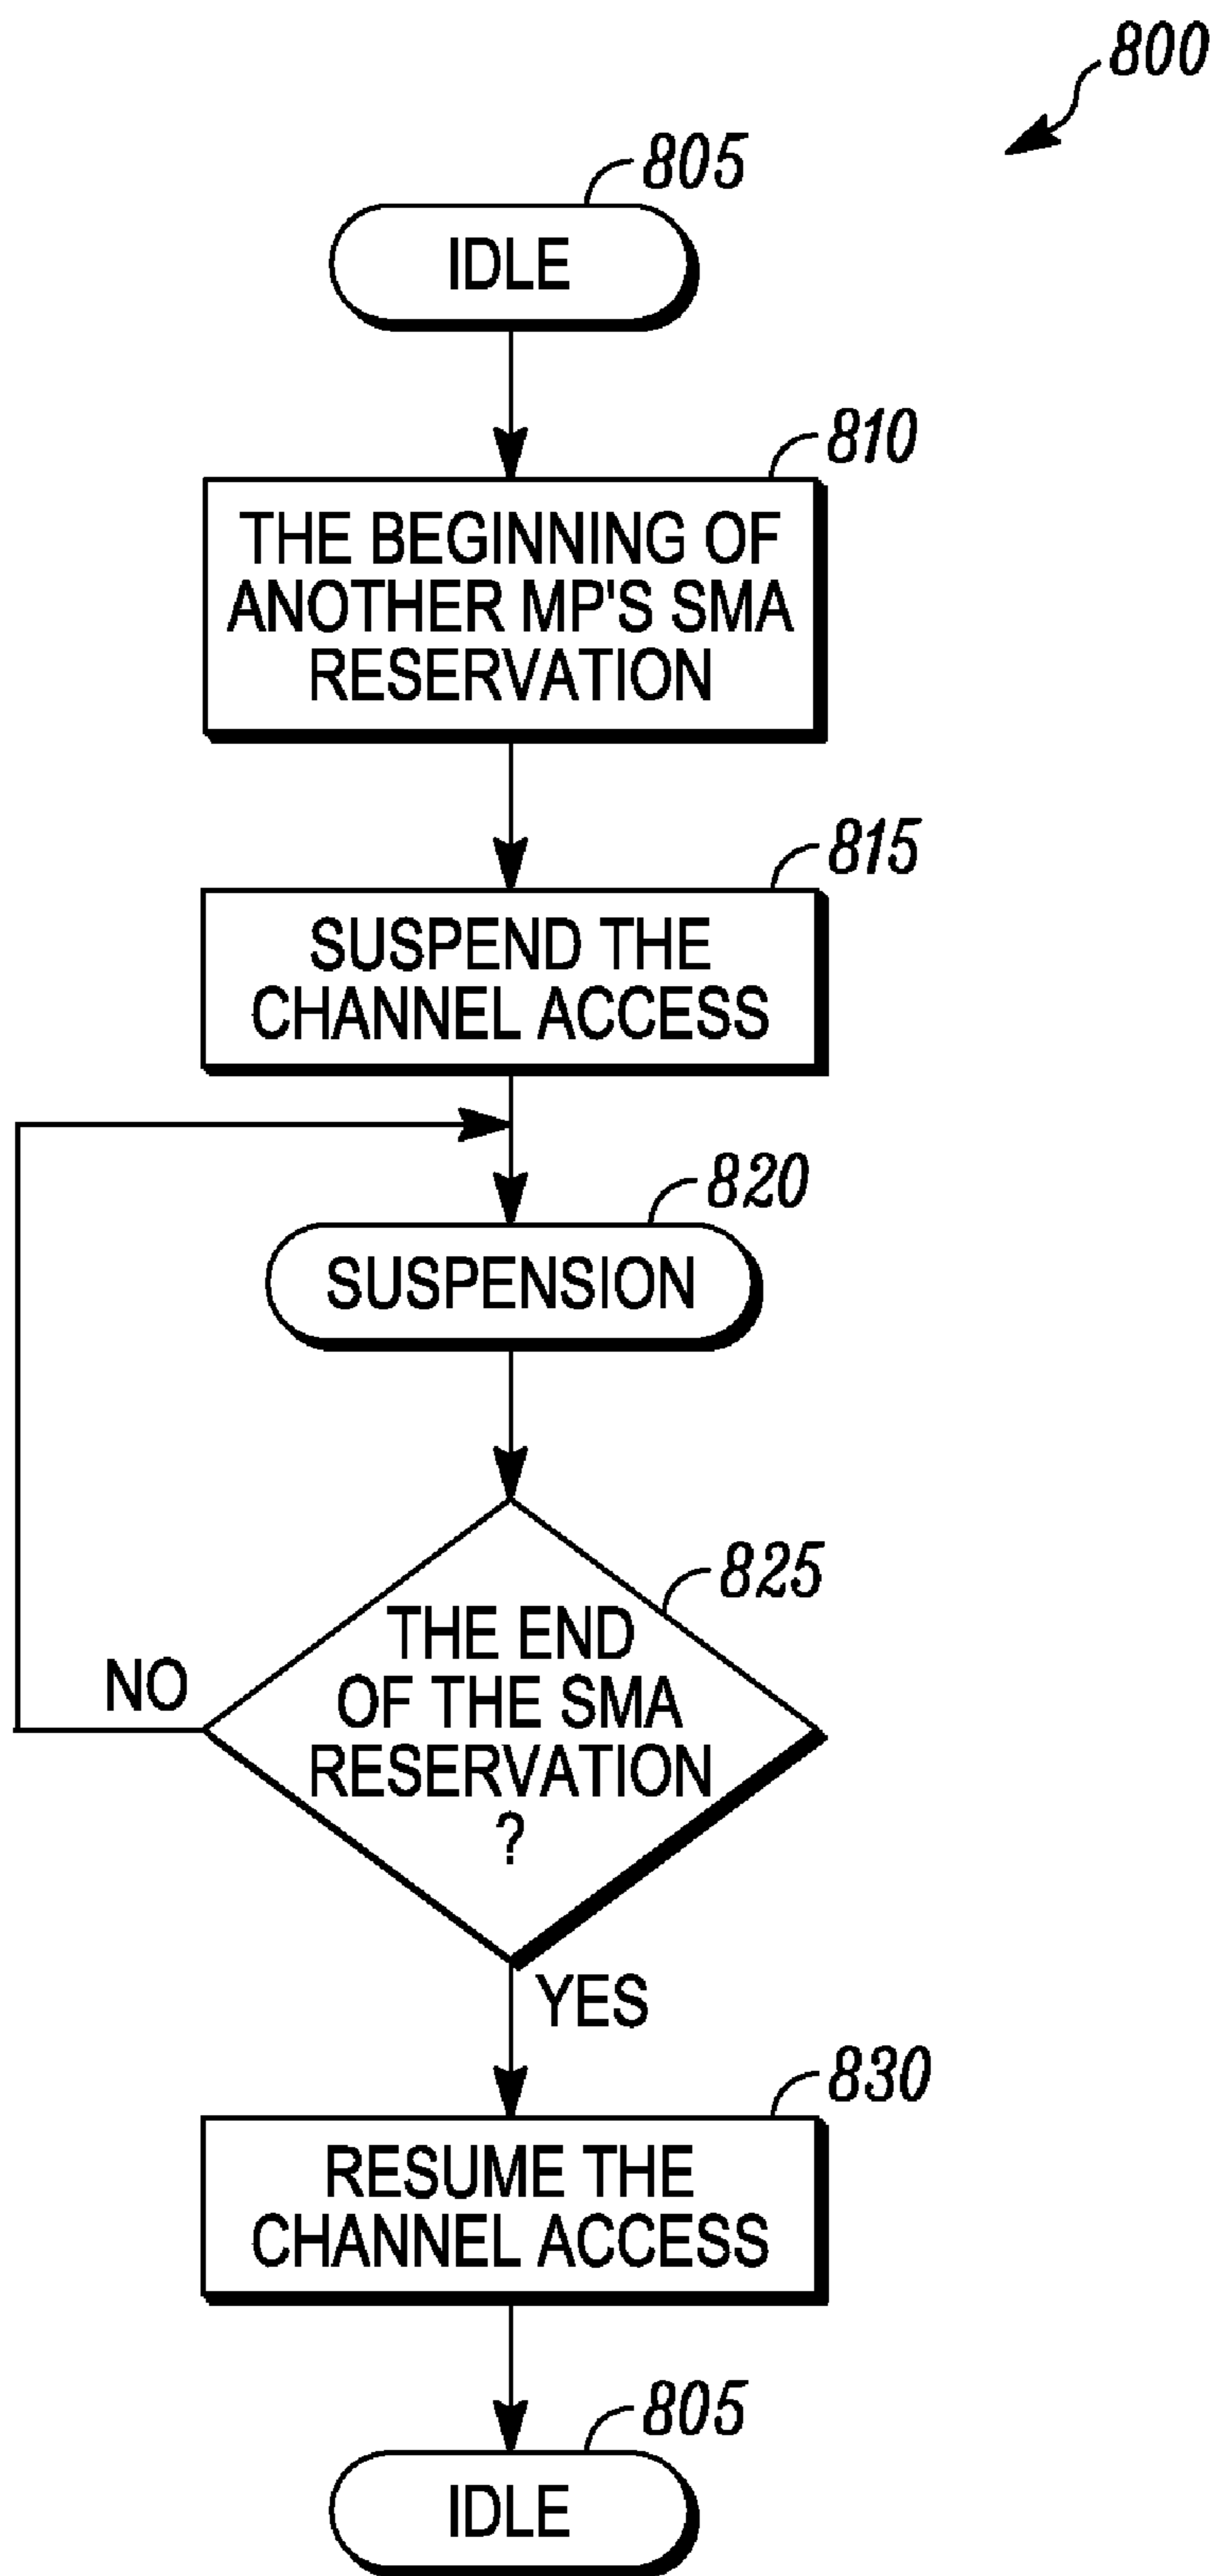 800
805
IDLE
810
THE BEGINNING OF
ANOTHER MP'S SMA
RESERVATION
815
SUSPEND THE
CHANNEL ACCESS
820
SUSPENSION
825
THE END
OF THE SMA
RESERVATION
?
NO
YES
830
RESUME THE
CHANNEL ACCESS
805
IDLE